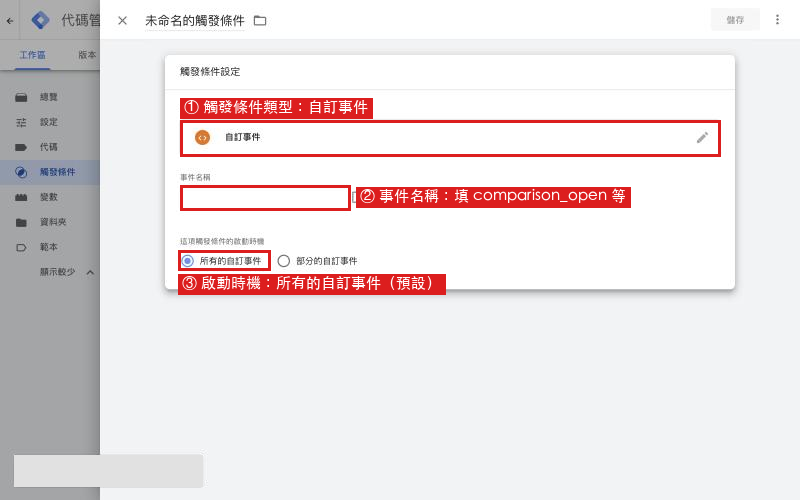 代碼管
未命名的觸發條件
儲存
工作區
版本
總覽
設定
代碼
觸發條件
變數
資料夾
範本
顯示較少
觸發條件設定
① 觸發條件類型：自訂事件
自訂事件
事件名稱
② 事件名稱：填 comparison_open 等
這項觸發條件的啟動時機
所有的自訂事件
部分的自訂事件
③ 啟動時機：所有的自訂事件（預設）